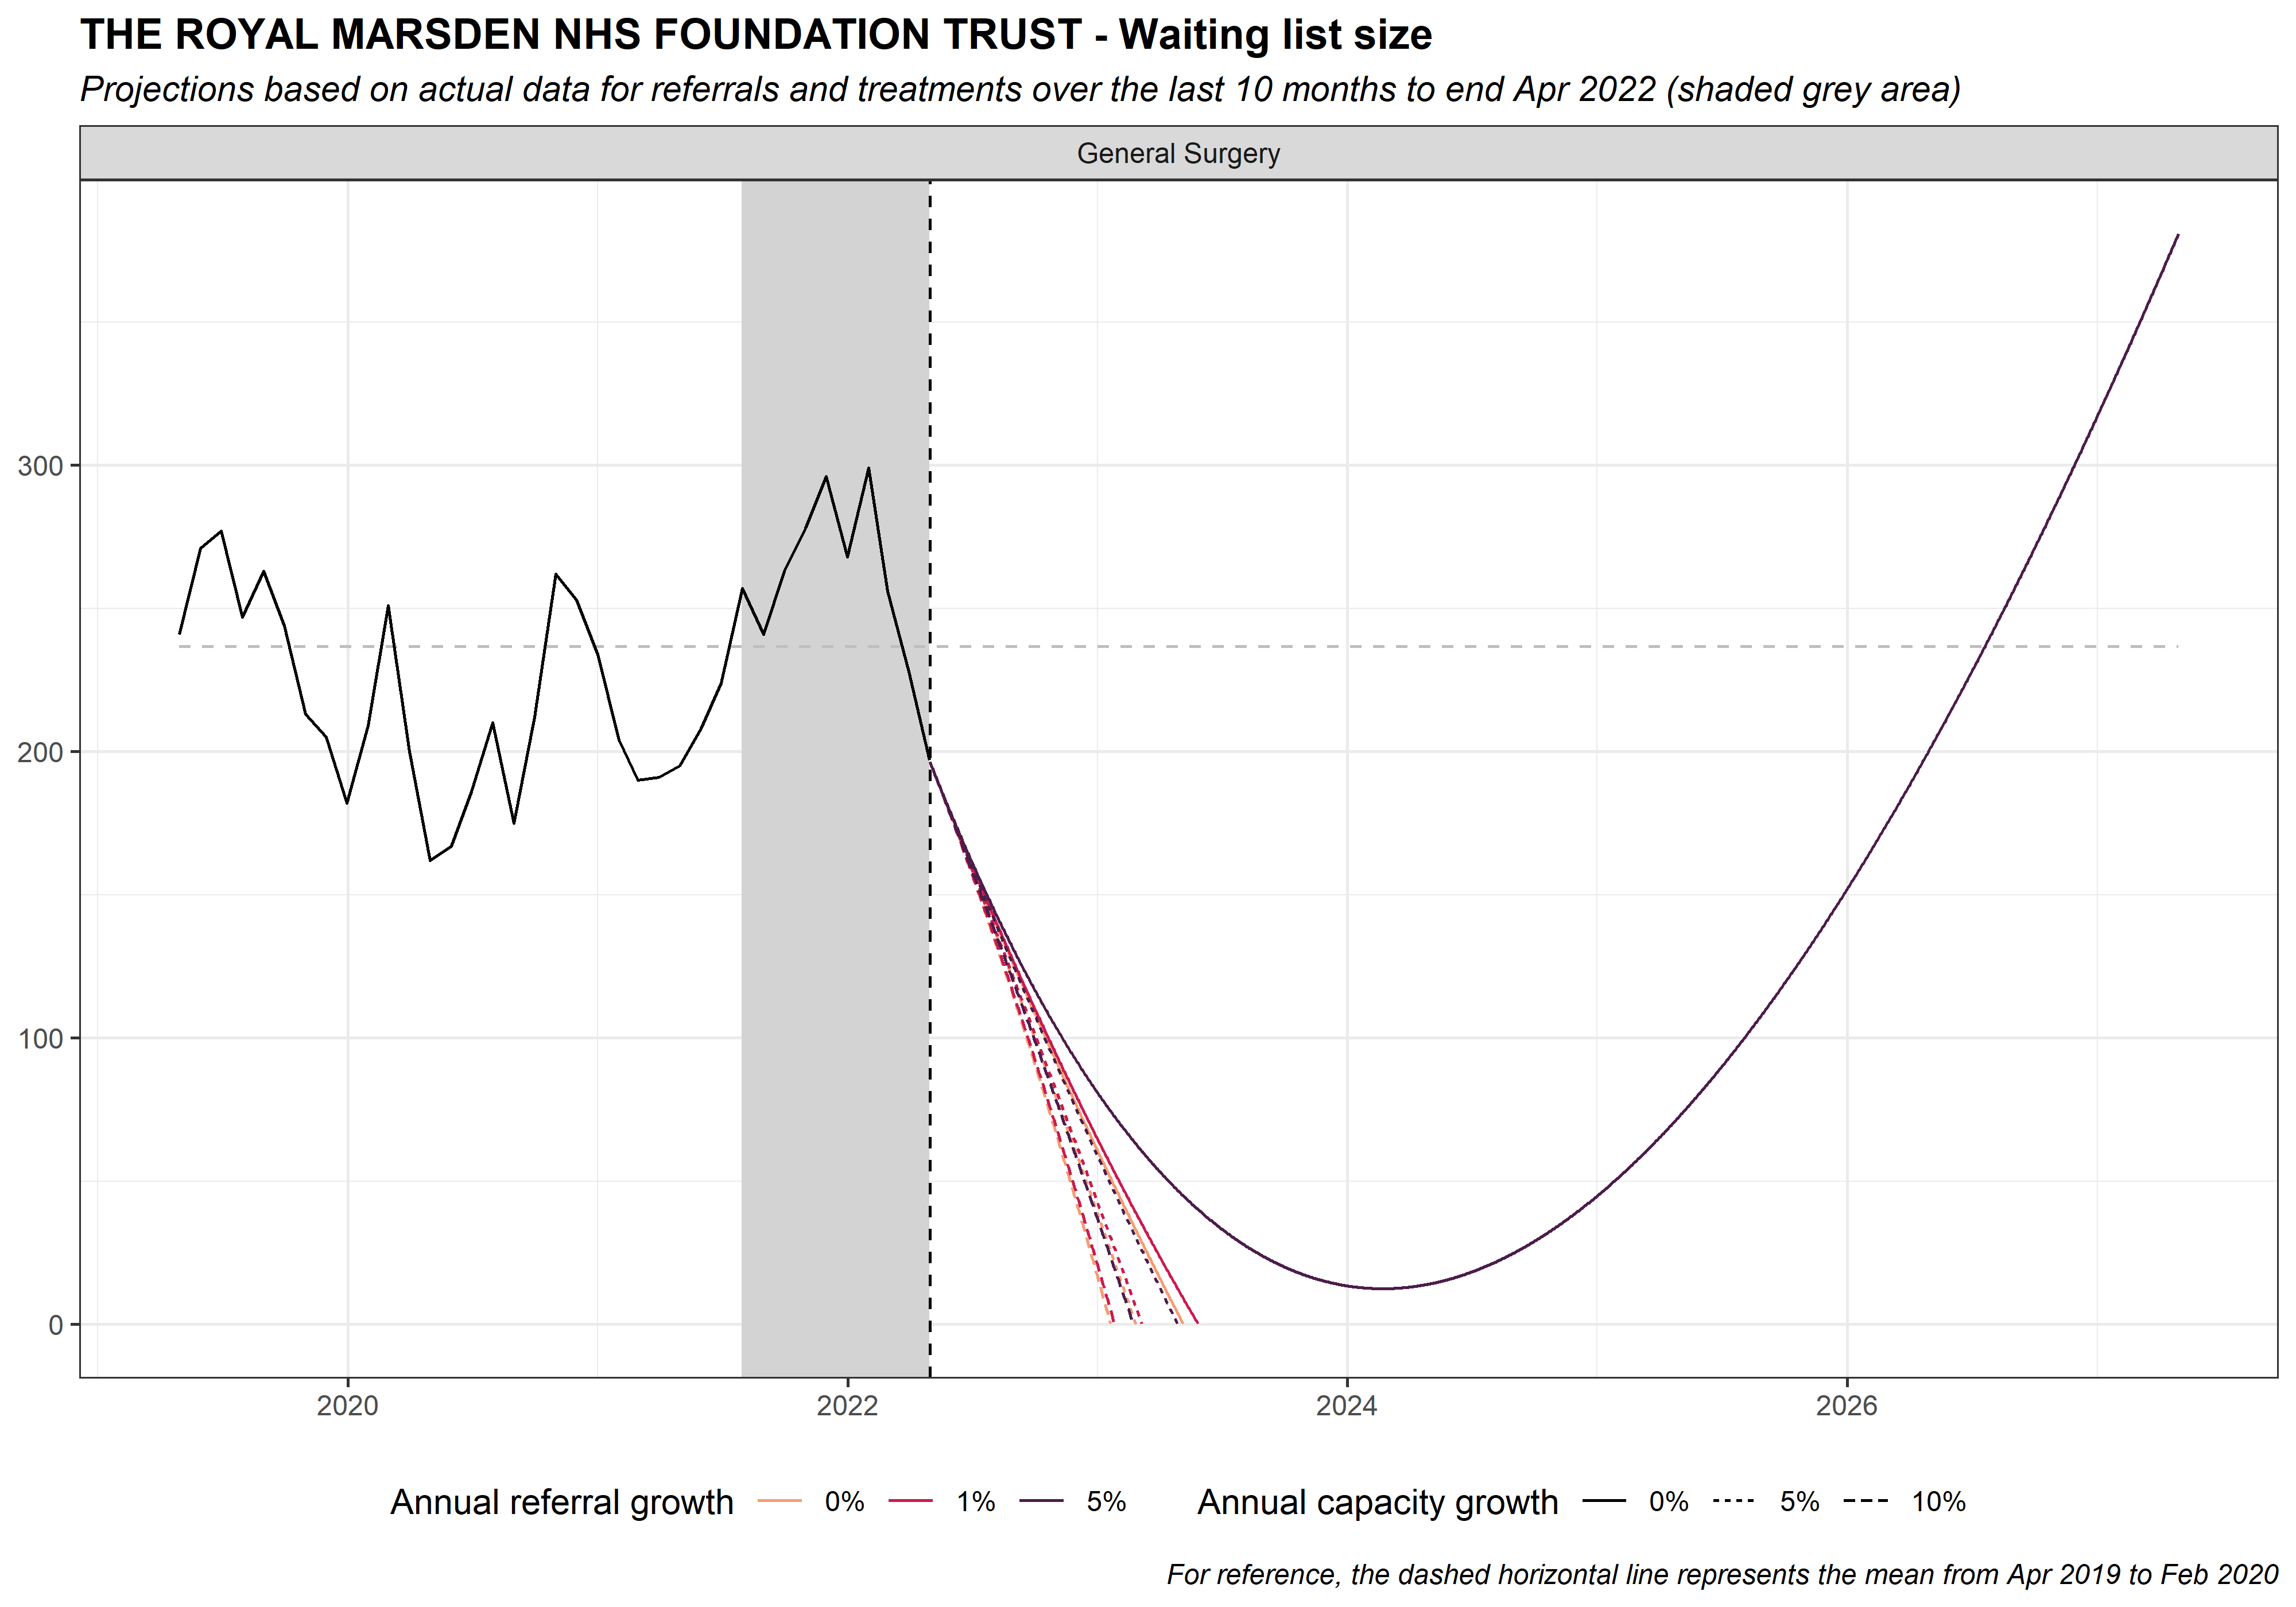 THE ROYAL MARSDEN NHS FOUNDATION TRUST - Waiting list size
Projections based on actual data for referrals and treatments over the last 10 months to end Apr 2022 (shaded grey area)
General Surgery
300
200
100
0
2020 2022 2024 2026
Annual referral growth 0% 1% 5% Annual capacity growth 0% 5% 10%
For reference, the dashed horizontal line represents the mean from Apr 2019 to Feb 2020